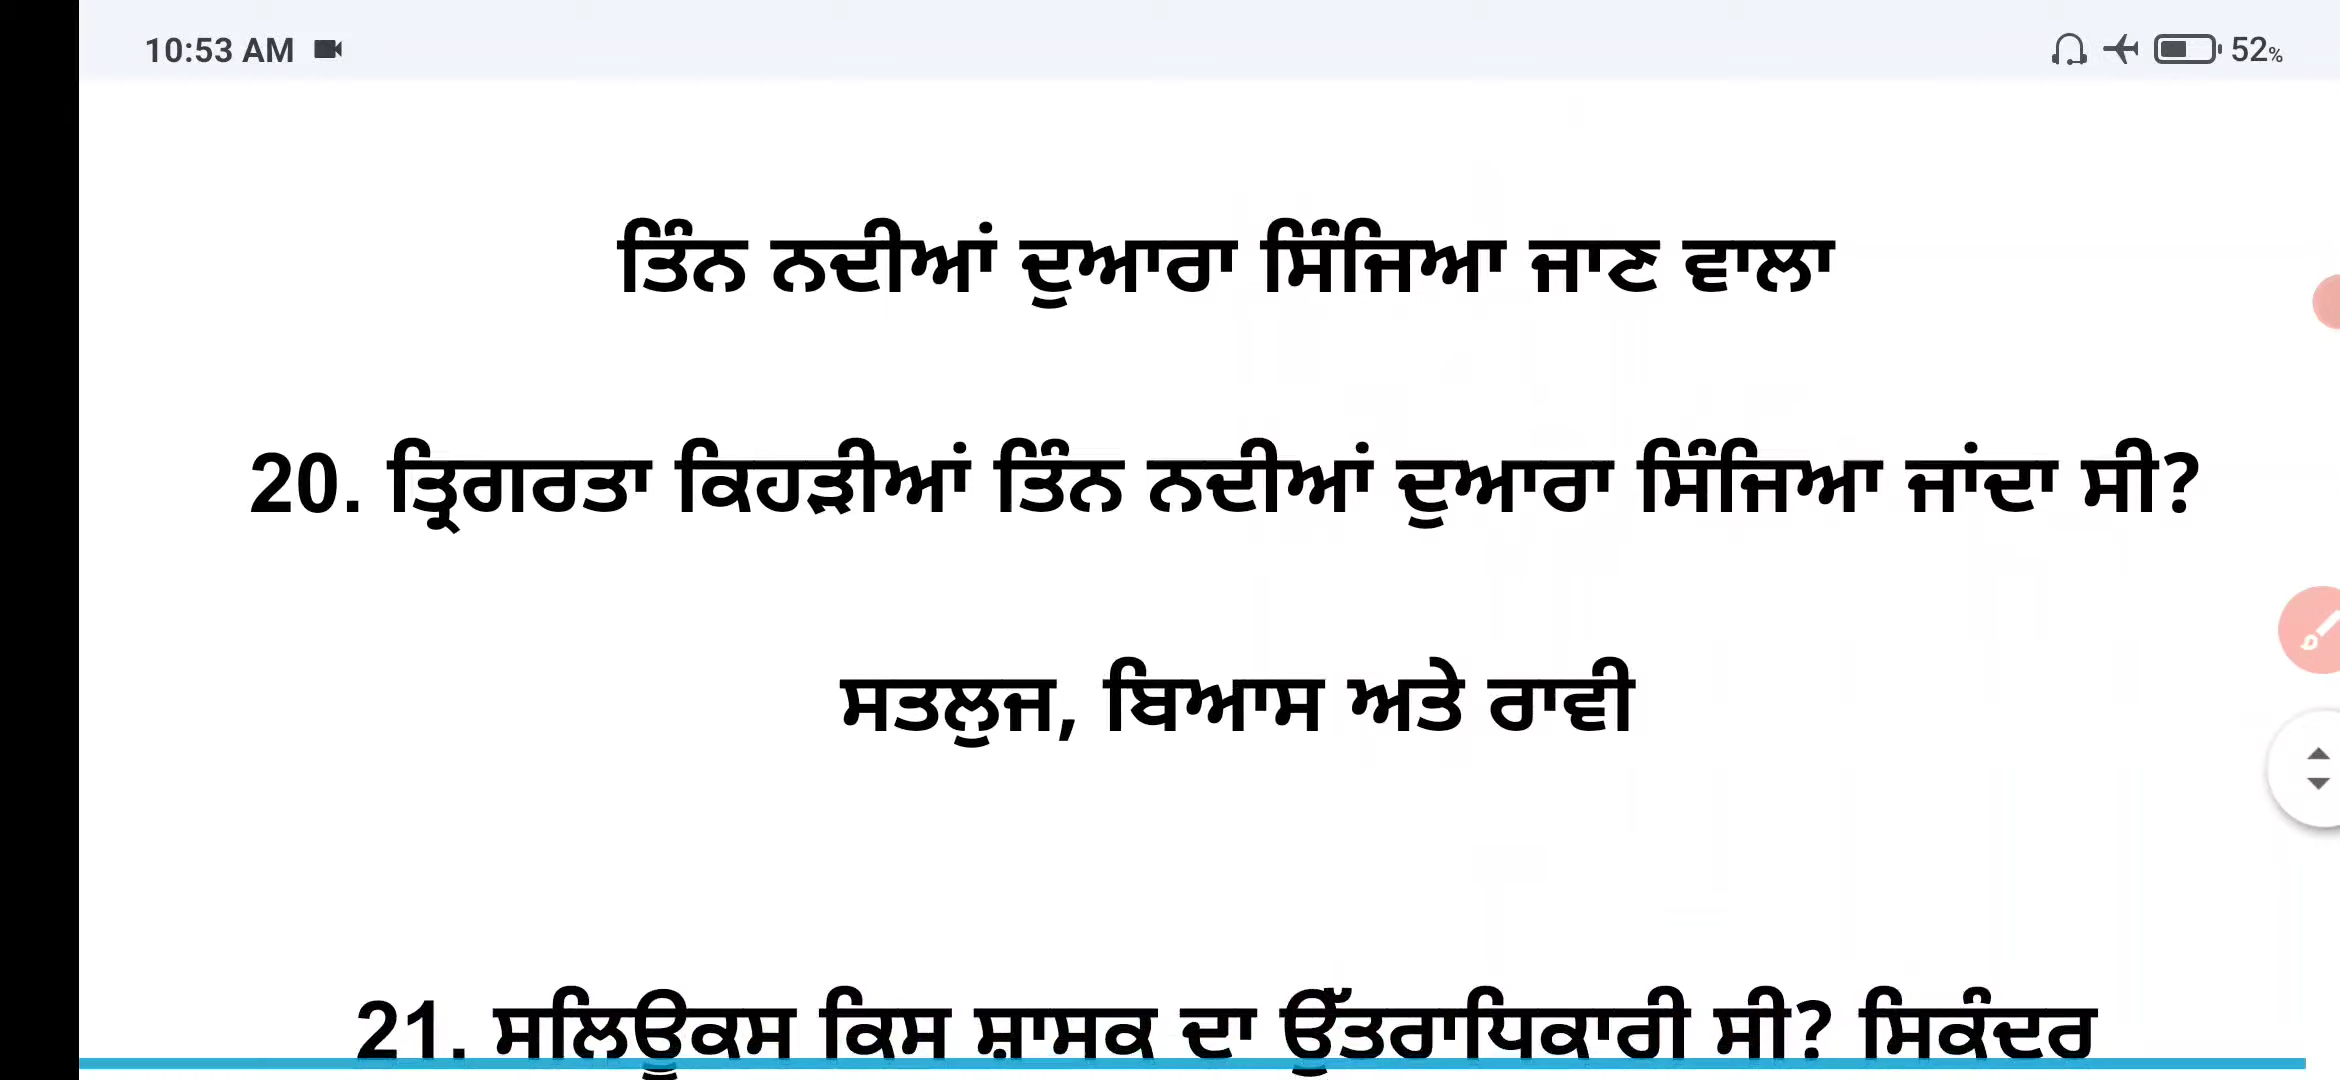 10:53 AM 52%
ਤਿੰਨ ਨਦੀਆਂ ਦੁਆਰਾ ਸਿੰਜਿਆ ਜਾਣ ਵਾਲਾ
20. ਤ੍ਰਿਗਰਤਾ ਕਿਹੜੀਆਂ ਤਿੰਨ ਨਦੀਆਂ ਦੁਆਰਾ ਸਿੰਜਿਆ ਜਾਂਦਾ ਸੀ?
ਸਤਲੁਜ, ਬਿਆਸ ਅਤੇ ਰਾਵੀ
21. ਸਲਿਊਕਸ ਕਿਸ ਸ਼ਾਸਕ ਦਾ ਉੱਤਰਾਧਿਕਾਰੀ ਸੀ? ਸਿਕੰਦਰ